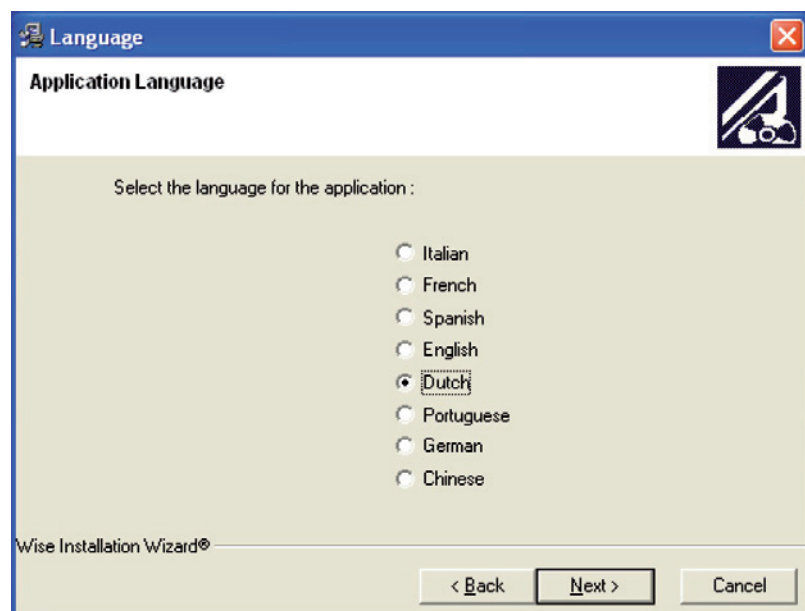 Language
Application Language
Select the language for the application :
Italian
French
Spanish
English
Dutch
Portuguese
German
Chinese
Wise Installation Wizard®
< Back Next > Cancel